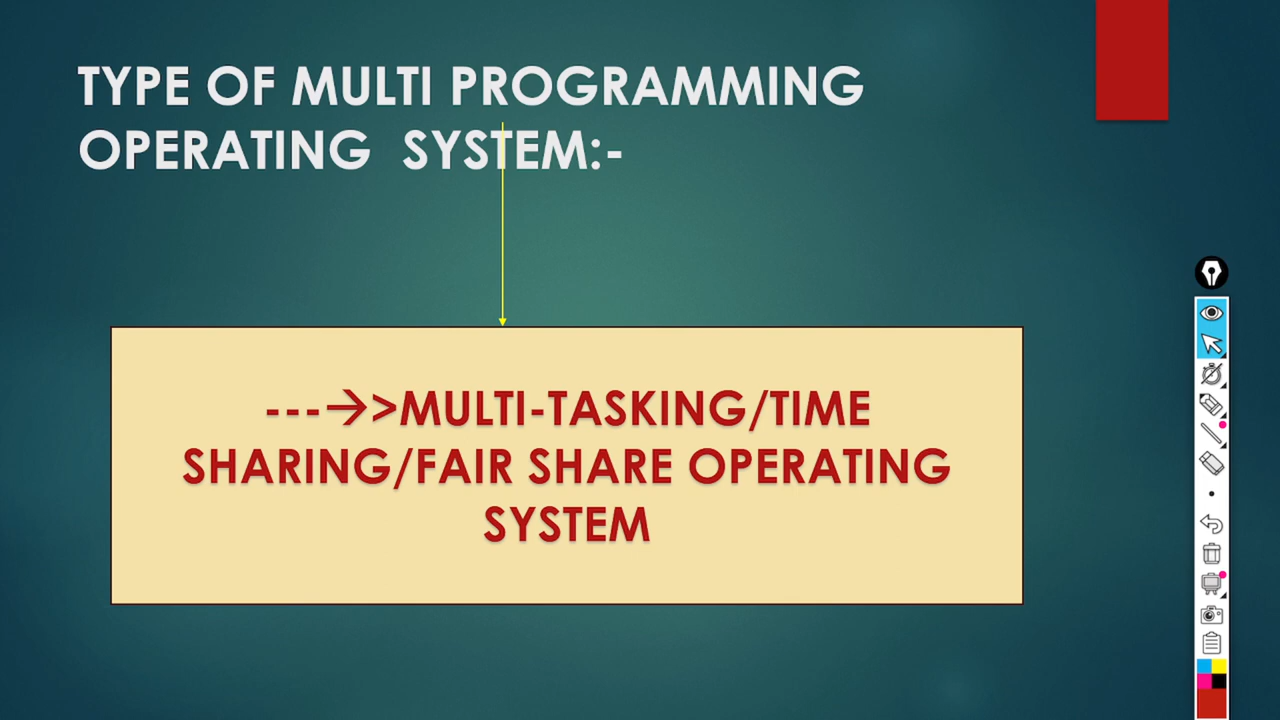 TYPE OF MULTI PROGRAMMING
OPERATING SYSTEM:-
---→>MULTI-TASKING/TIME
SHARING/FAIR SHARE OPERATING
SYSTEM